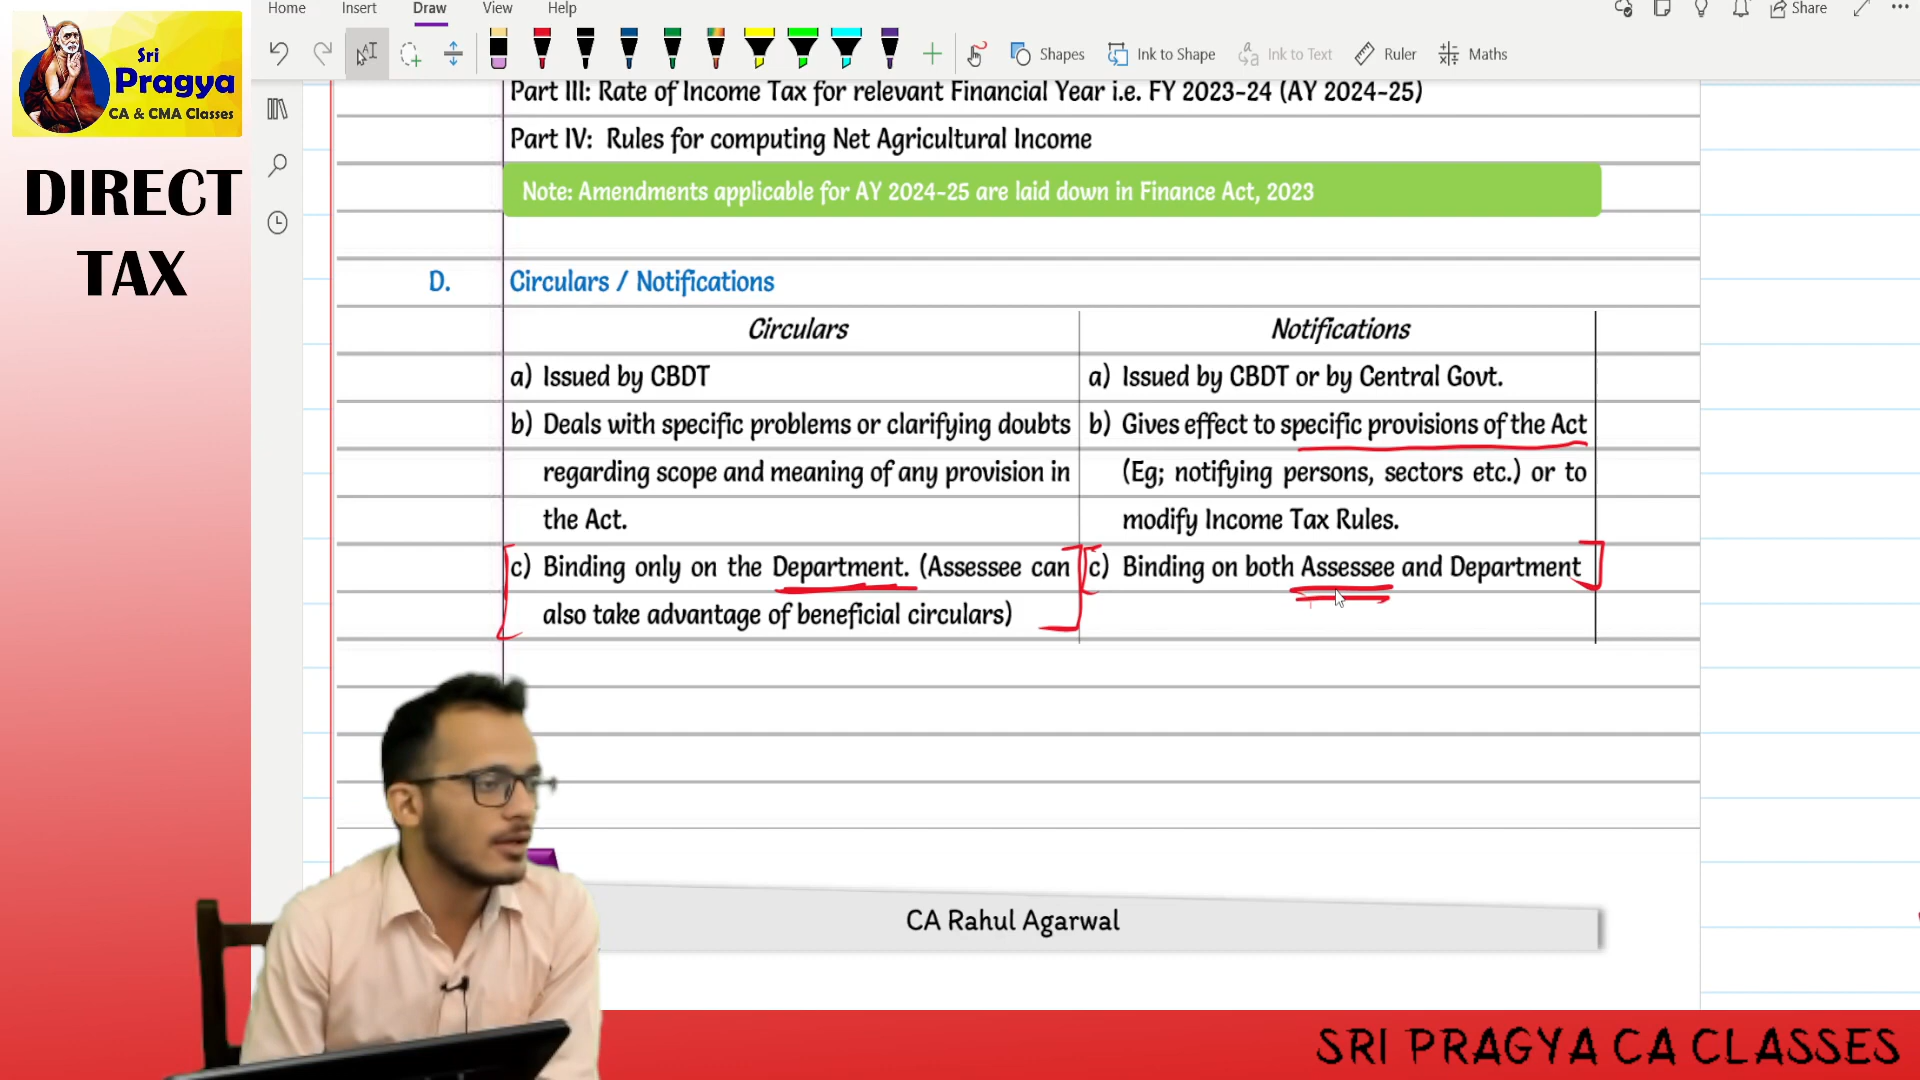 Sri
Pragya
CA & CMA Classes
DIRECT
TAX
Home Insert Draw View Help
Share
Shapes Ink to Shape Ink to Text Ruler Maths
Part III: Rate of Income Tax for relevant Financial Year i.e. FY 2023-24 (AY 2024-25)
Part IV: Rules for computing Net Agricultural Income
Note: Amendments applicable for AY 2024-25 are laid down in Finance Act, 2023
D. Circulars / Notifications
Circulars
a) Issued by CBDT
b) Deals with specific problems or clarifying doubts
regarding scope and meaning of any provision in
the Act.
c) Binding only on the Department. (Assessee can
also take advantage of beneficial circulars)
Notifications
a) Issued by CBDT or by Central Govt.
b) Gives effect to specific provisions of the Act
(Eg; notifying persons, sectors etc.) or to
modify Income Tax Rules.
c) Binding on both Assessee and Department
CA Rahul Agarwal
SRI PRAGYA CA CLASSES